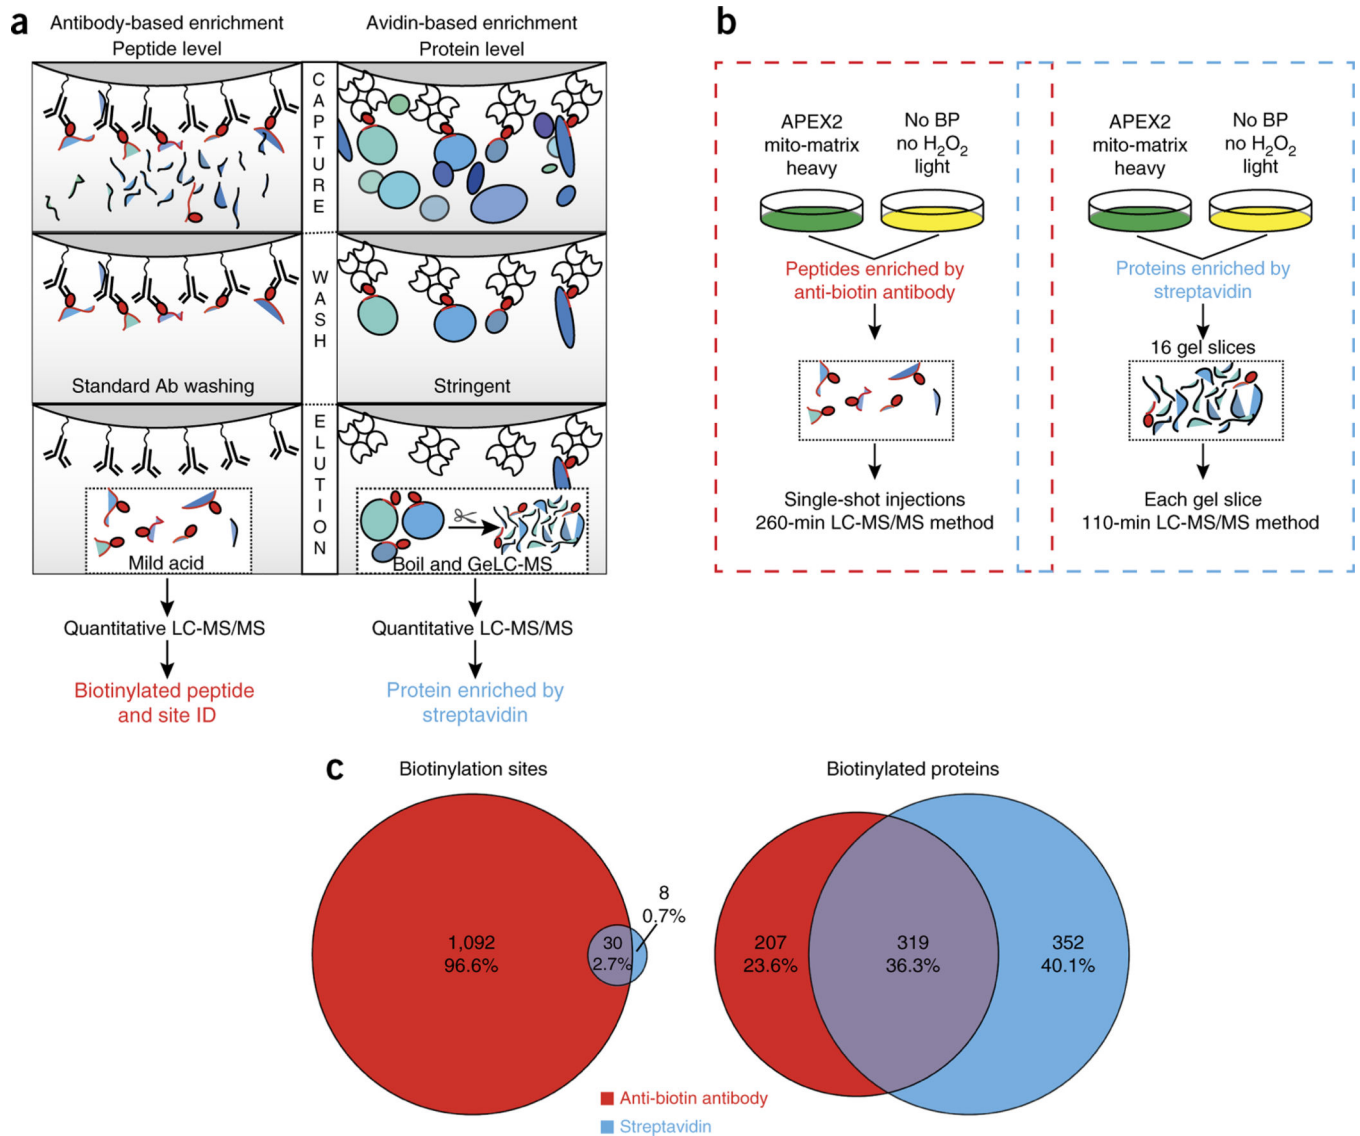 a
Antibody-based enrichment
Peptide level
Avidin-based enrichment
Protein level
CAPTURE
WASH
Standard Ab washing
Stringent
ELUTION
Mild acid
Boil and GeLC-MS
Quantitative LC-MS/MS
Quantitative LC-MS/MS
Biotinylated peptide
and site ID
Protein enriched by
streptavidin
b
APEX2
mito-matrix
heavy
No BP
no H₂O₂
light
Peptides enriched by
anti-biotin antibody
Single-shot injections
260-min LC-MS/MS method
APEX2
mito-matrix
heavy
No BP
no H₂O₂
light
Proteins enriched by
streptavidin
16 gel slices
Each gel slice
110-min LC-MS/MS method
c
Biotinylation sites
1,092
96.6%
30
2.7%
8
0.7%
Biotinylated proteins
207
23.6%
319
36.3%
352
40.1%
Anti-biotin antibody
Streptavidin